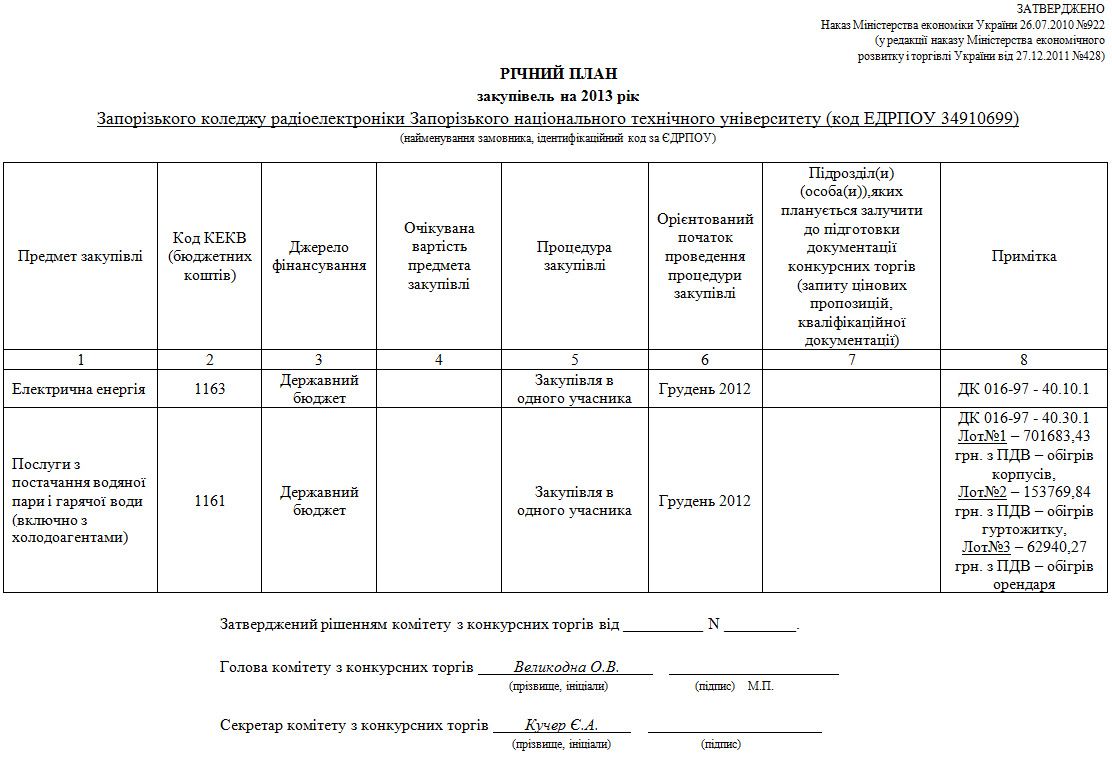 ЗАТВЕРДЖЕНО
Наказ Міністерства економіки України 26.07.2010 №922
(у редакції наказу Міністерства економічного
розвитку і торгівлі України від 27.12.2011 №428)
РІЧНИЙ ПЛАН
закупівель на 2013 рік
Запорізького коледжу радіоелектроніки Запорізького національного технічного університету (код ЕДРПОУ 34910699)
(найменування замовника, ідентифікаційний код за ЄДРПОУ)
Предмет закупівлі
Код КЕКВ
(бюджетних
коштів)
Джерело
фінансування
Очікувана
вартість
предмета
закупівлі
Процедура
закупівлі
Орієнтований
початок
проведення
процедури
закупівлі
Підрозділ(и)
(особа(и)),яких
планується залучити
до підготовки
документації
конкурсних торгів
(запиту цінових
пропозицій,
кваліфікаційної
документації)
Примітка
1 2 3 4 5 6 7 8
Електрична енергія
1163
Державний
бюджет
Закупівля в
одного учасника
Грудень 2012
ДК 016-97 - 40.10.1
Послуги з
постачання водяної
пари і гарячої води
(включно з
холодоагентами)
1161
Державний
бюджет
Закупівля в
одного учасника
Грудень 2012
ДК 016-97 - 40.30.1
Лот№1 – 701683,43
грн. з ПДВ – обігрів
корпусів,
Лот№2 – 153769,84
грн. з ПДВ – обігрів
гуртожитку,
Лот№3 – 62940,27
грн. з ПДВ – обігрів
орендаря
Затверджений рішенням комітету з конкурсних торгів від __________ N _________.
Голова комітету з конкурсних торгів Великодна О.В.
(прізвище, ініціали) (підпис) М.П.
Секретар комітету з конкурсних торгів Кучер Є.А.
(прізвище, ініціали) (підпис)